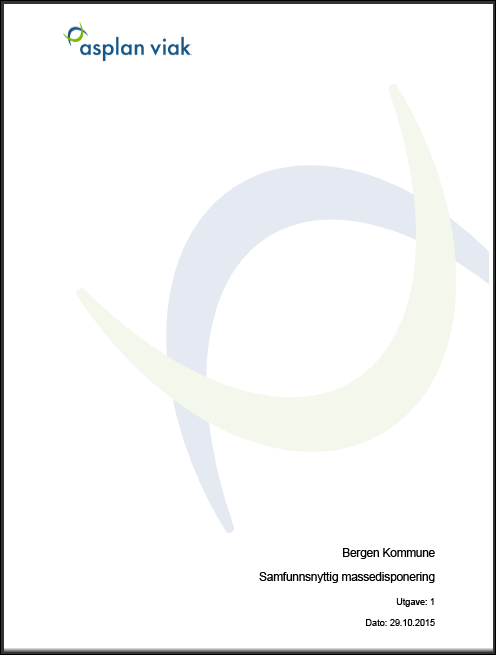 asplan viak
Bergen Kommune
Samfunnsnyttig massedisponering
Utgave: 1
Dato: 29.10.2015